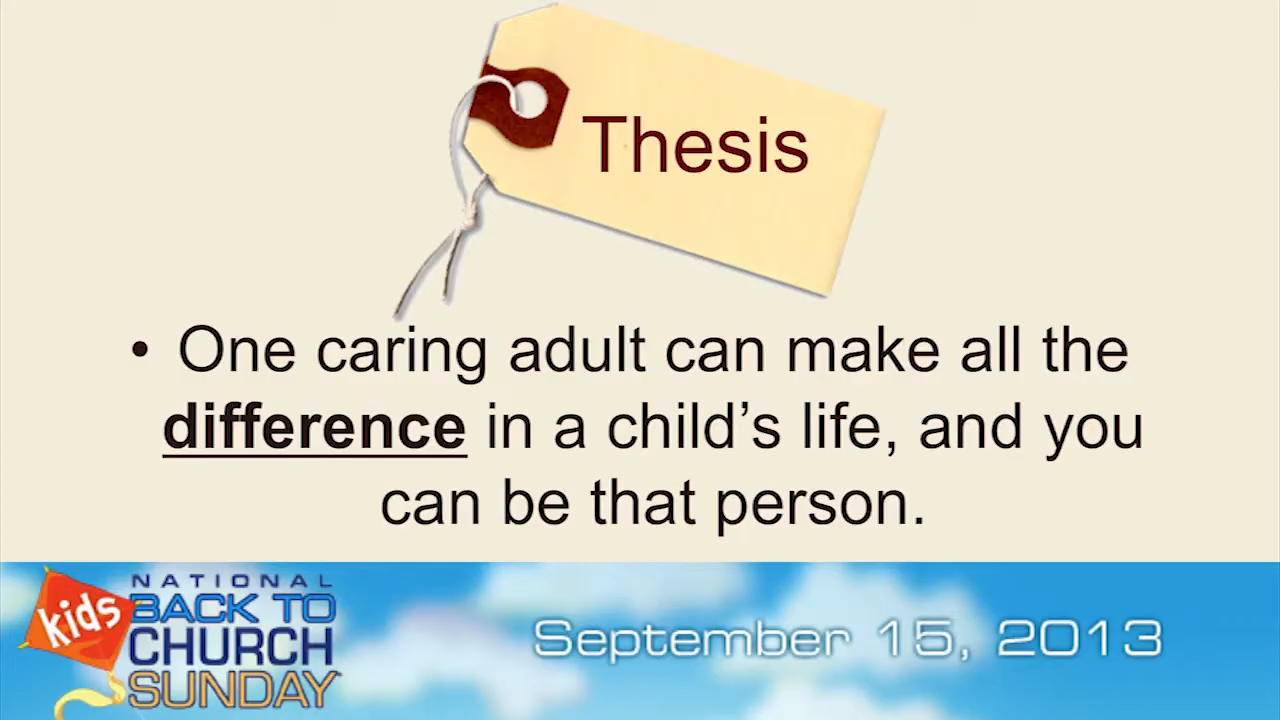 Thesis
• One caring adult can make all the
difference in a child’s life, and you
can be that person.
kids
NATIONAL
BACK TO
CHURCH
SUNDAY
September 15, 2013